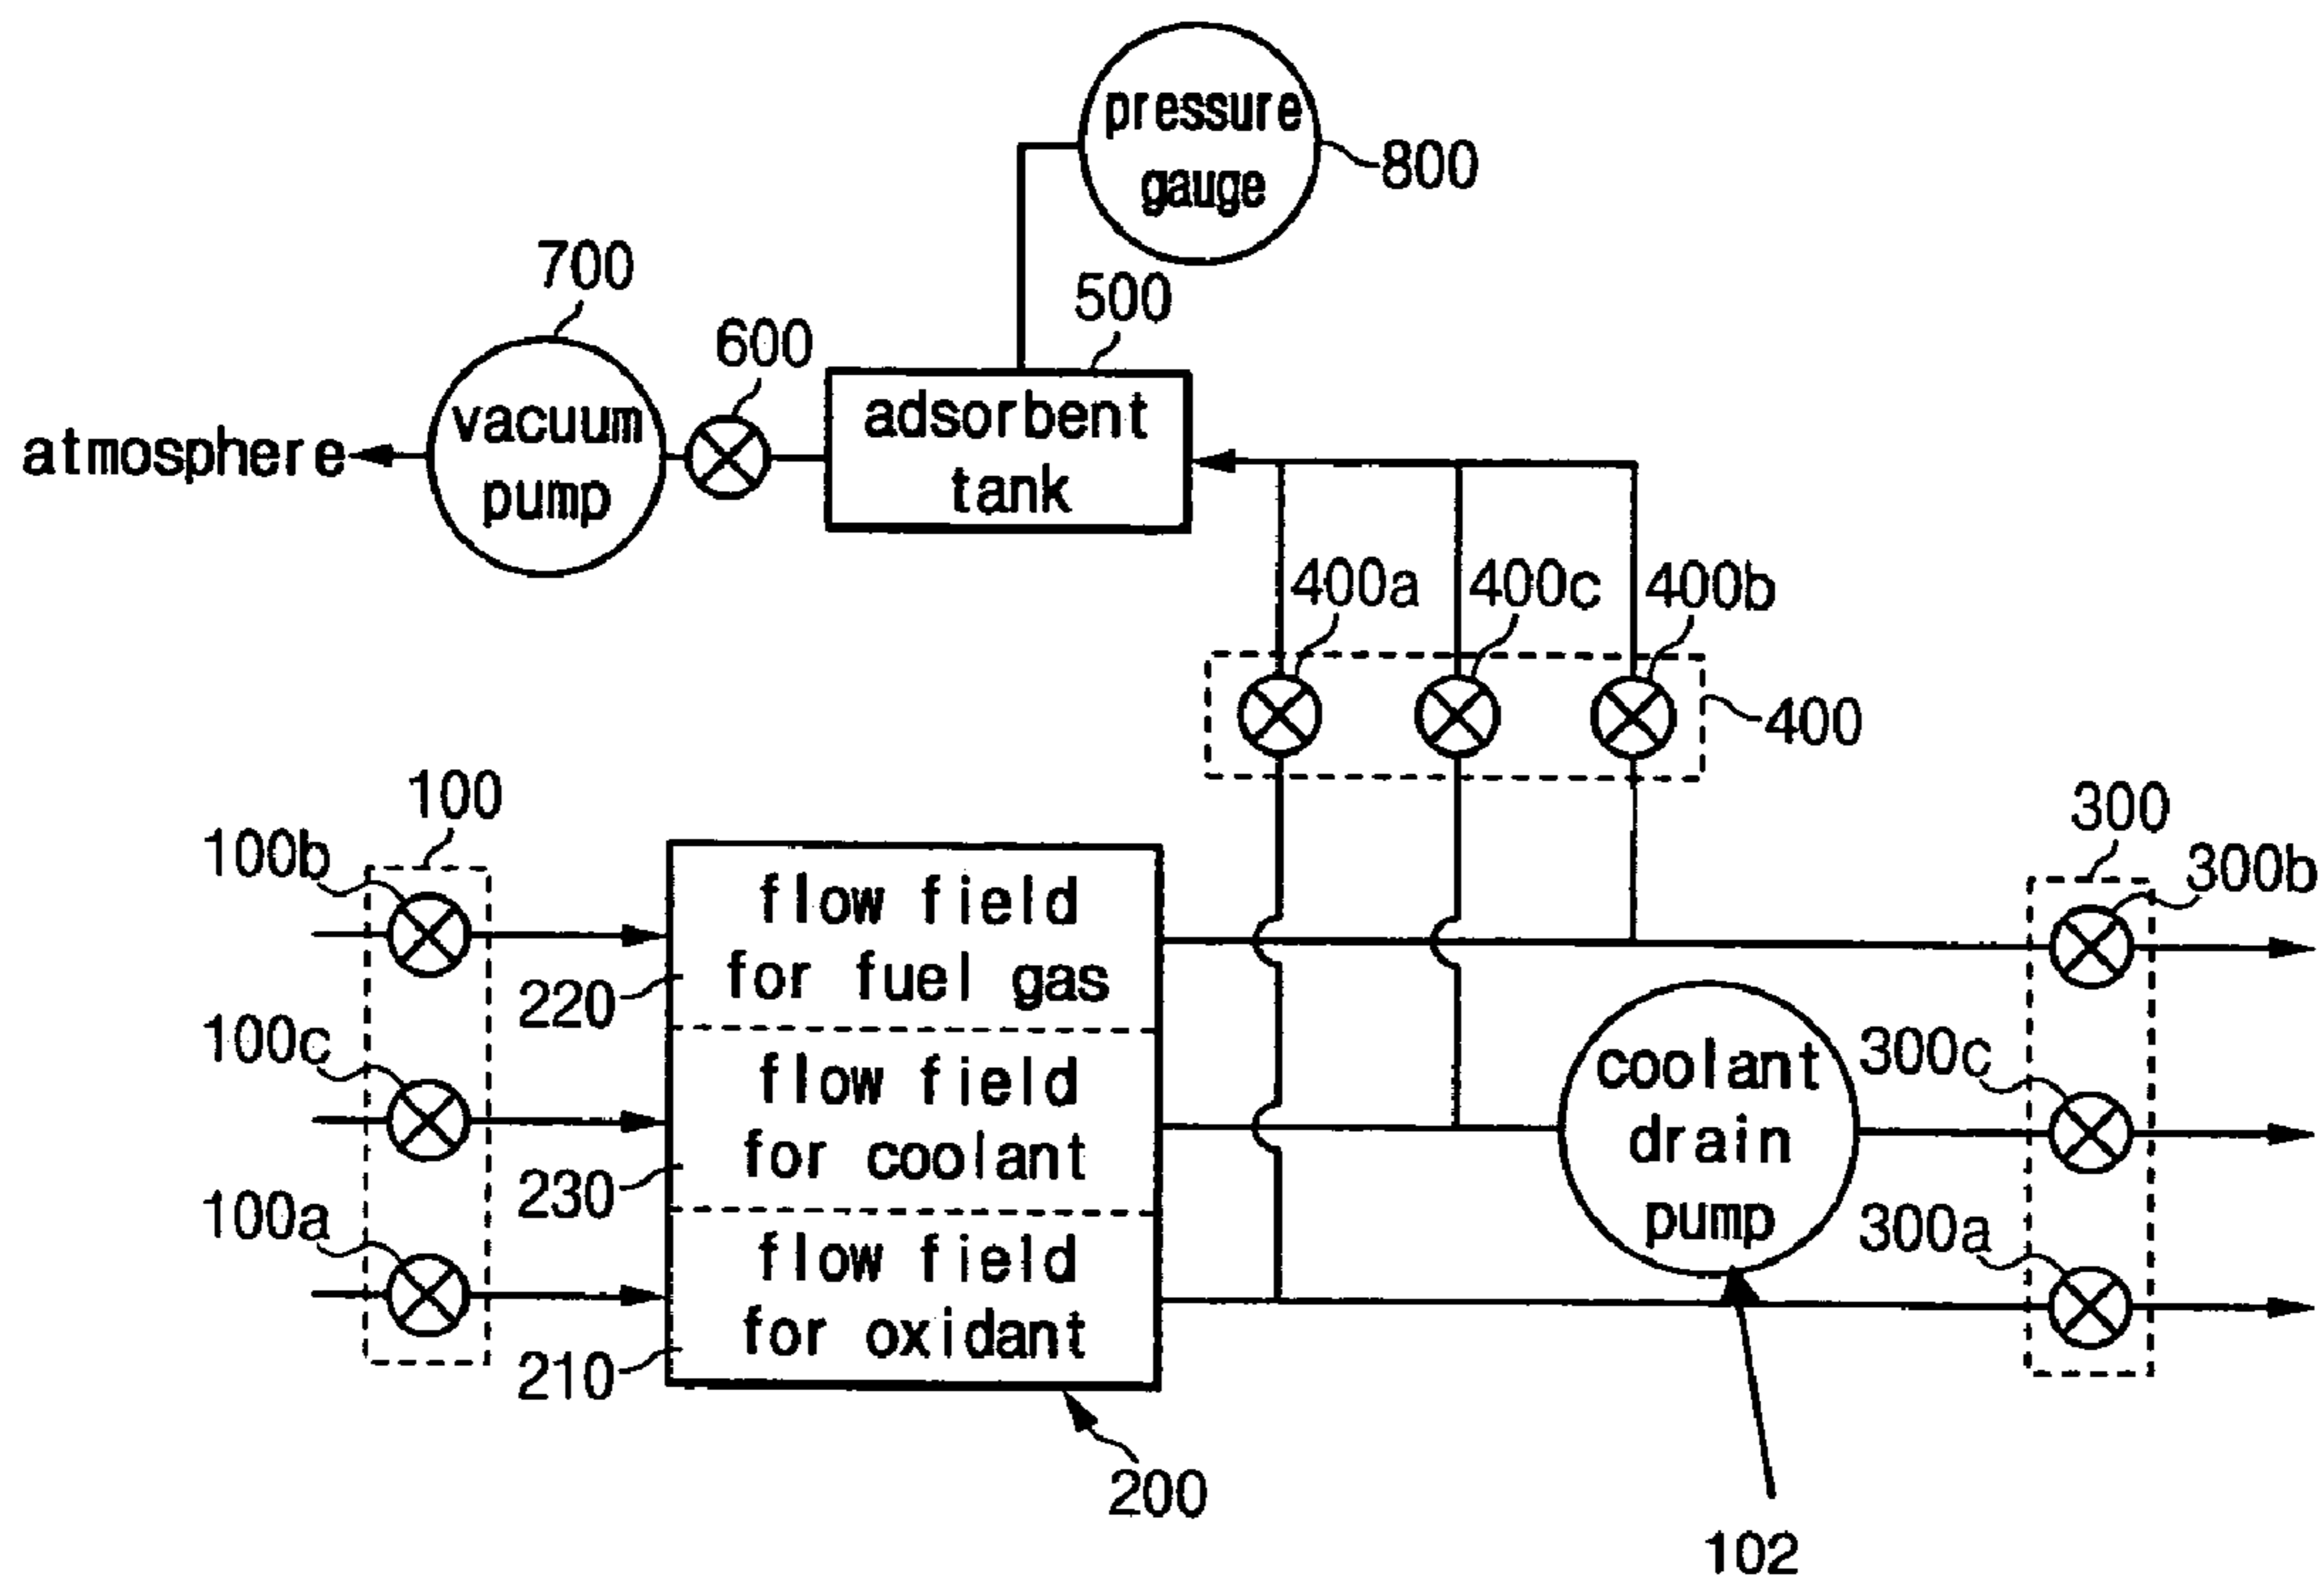 pressure
gauge
800
700
600
500
vacuum
pump
atmosphere
adsorbent
tank
400a
400c
400b
400
100
100b
100c
100a
flow field
for fuel gas
220
flow field
for coolant
230
flow field
for oxidant
210
200
coolant
drain
pump
102
300
300b
300c
300a